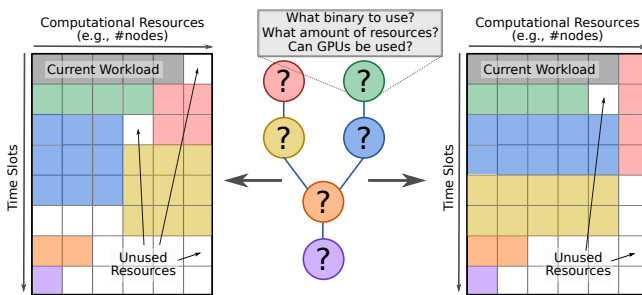 Computational Resources
(e.g., #nodes)
Time Slots
Current Workload
Unused
Resources
What binary to use?
What amount of resources?
Can GPUs be used?
?
?
?
?
?
?
Computational Resources
(e.g., #nodes)
Time Slots
Current Workload
Unused
Resources